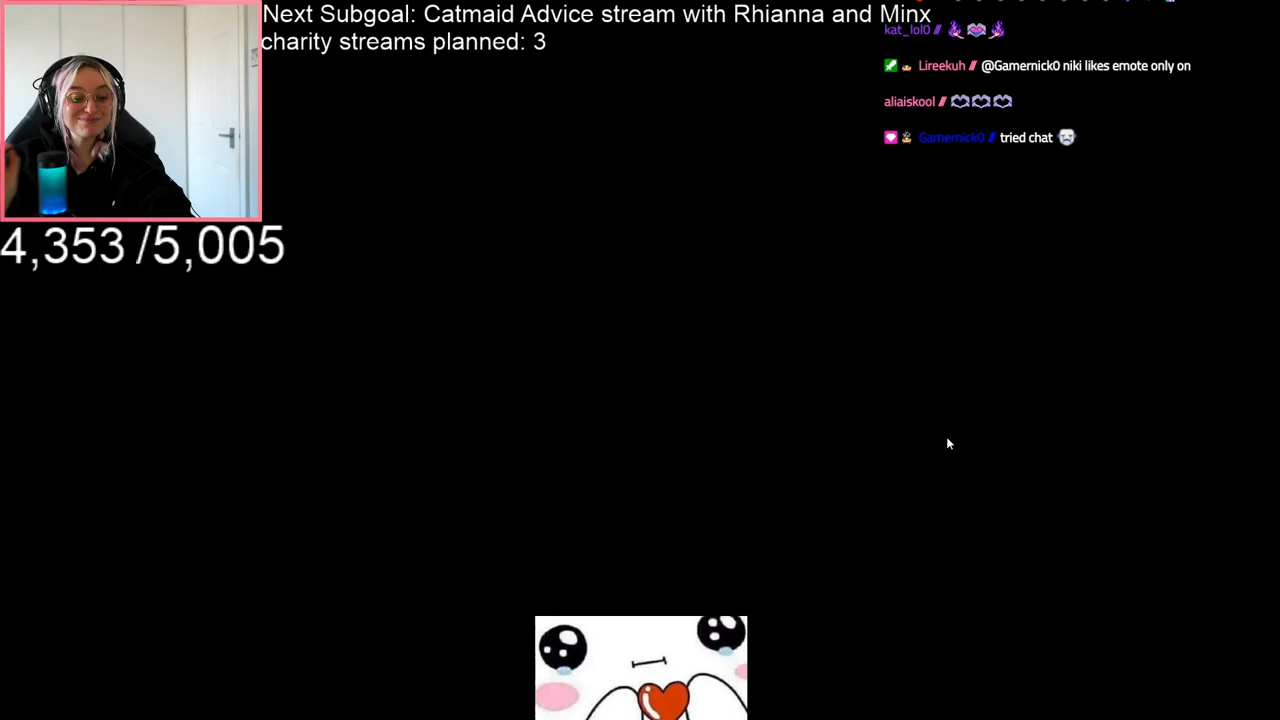 Next Subgoal: Catmaid Advice stream with Rhianna and Minx
charity streams planned: 3
kat_lol0 //
Lireekuh // @Gamernick0 niki likes emote only on
aliaiskool //
Gamernick0 // tried chat
4,353 /5,005